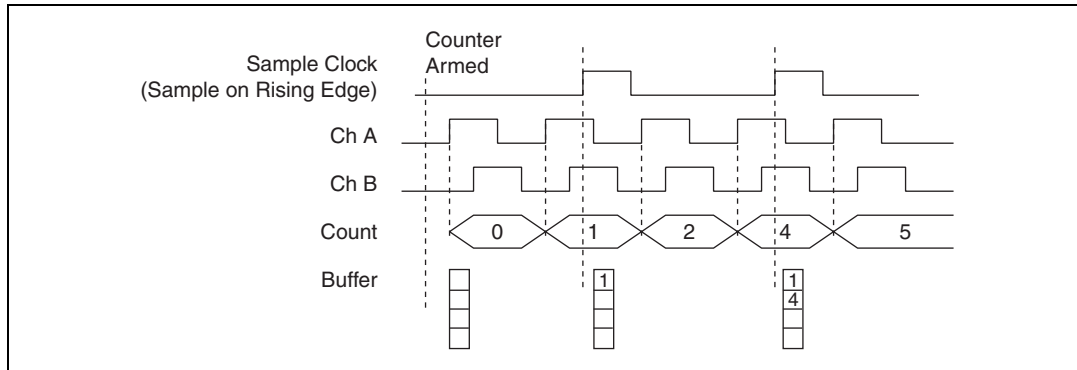 Counter
Armed
Sample Clock
(Sample on Rising Edge)
Ch A
Ch B
Count
0 1 2 4 5
Buffer
1 1
4